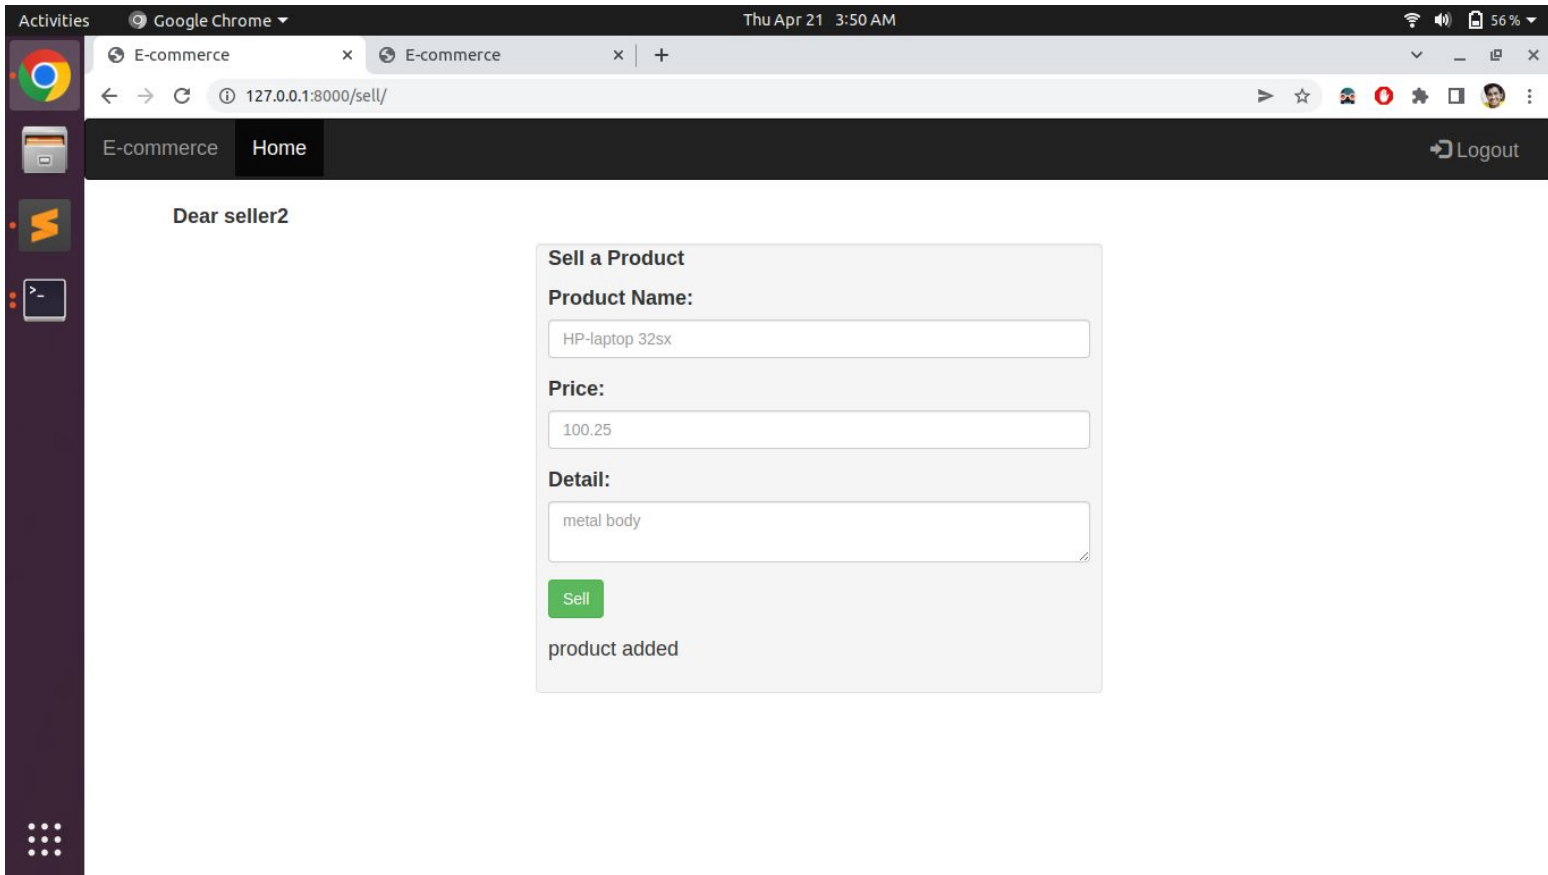 Activities Google Chrome Thu Apr 21 3:50 AM 56%
E-commerce E-commerce
127.0.0.1:8000/sell/
E-commerce Home Logout
Dear seller2
Sell a Product
Product Name:
HP-laptop 32sx
Price:
100.25
Detail:
metal body
Sell
product added